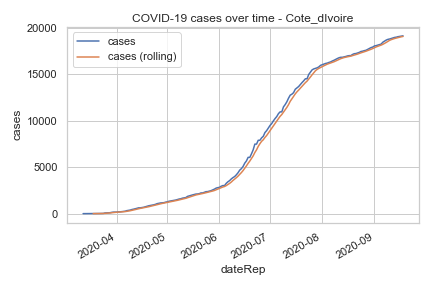 COVID-19 cases over time - Cote_dIvoire
cases
cases (rolling)
cases
20000
15000
10000
5000
0
2020-04
2020-05
2020-06
2020-07
2020-08
2020-09
dateRep